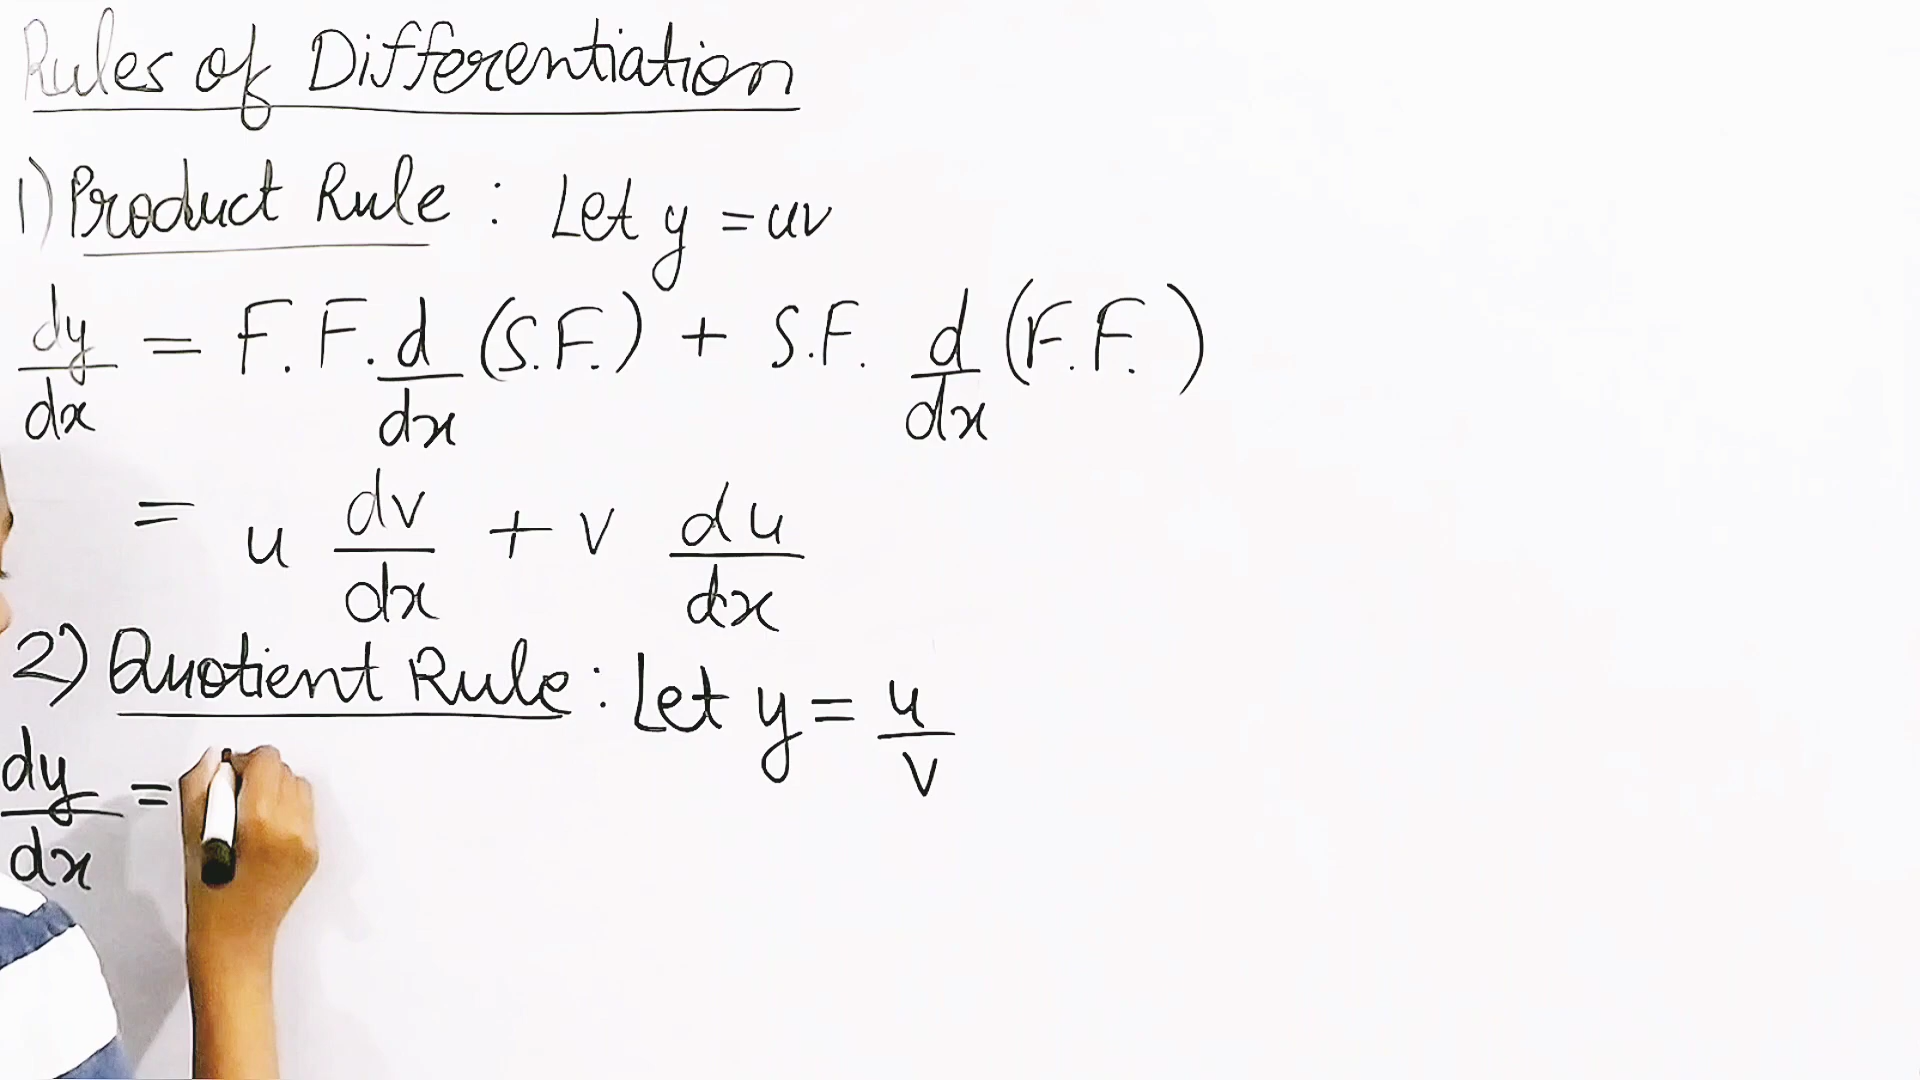 Rules of Differentiation
1) Product Rule : Let y = uv
dy/dx = F.F. d/dx (S.F.) + S.F. d/dx (F.F.)
= u dv/dx + v du/dx
2) Quotient Rule : Let y = u/v
dy/dx =